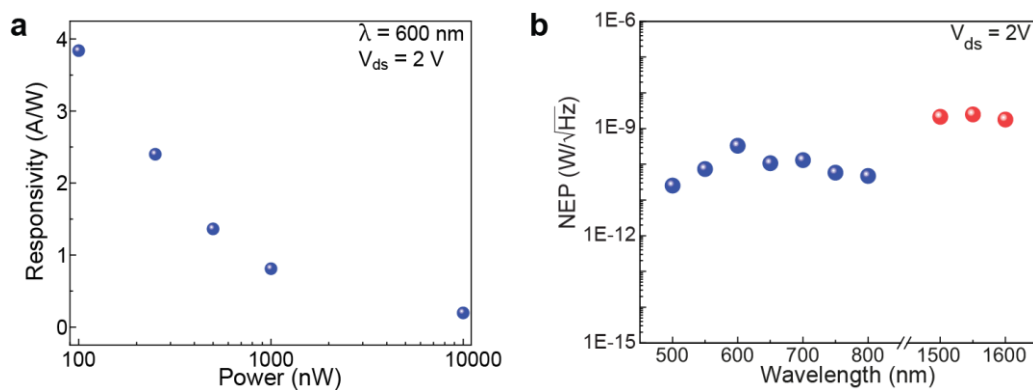 a
λ = 600 nm
V_ds = 2 V
4
3
2
1
0
Responsivity (A/W)
100
1000
10000
Power (nW)
b
V_ds = 2V
1E-6
1E-9
1E-12
1E-15
NEP (W/√Hz)
500
600
700
800
1500
1600
Wavelength (nm)